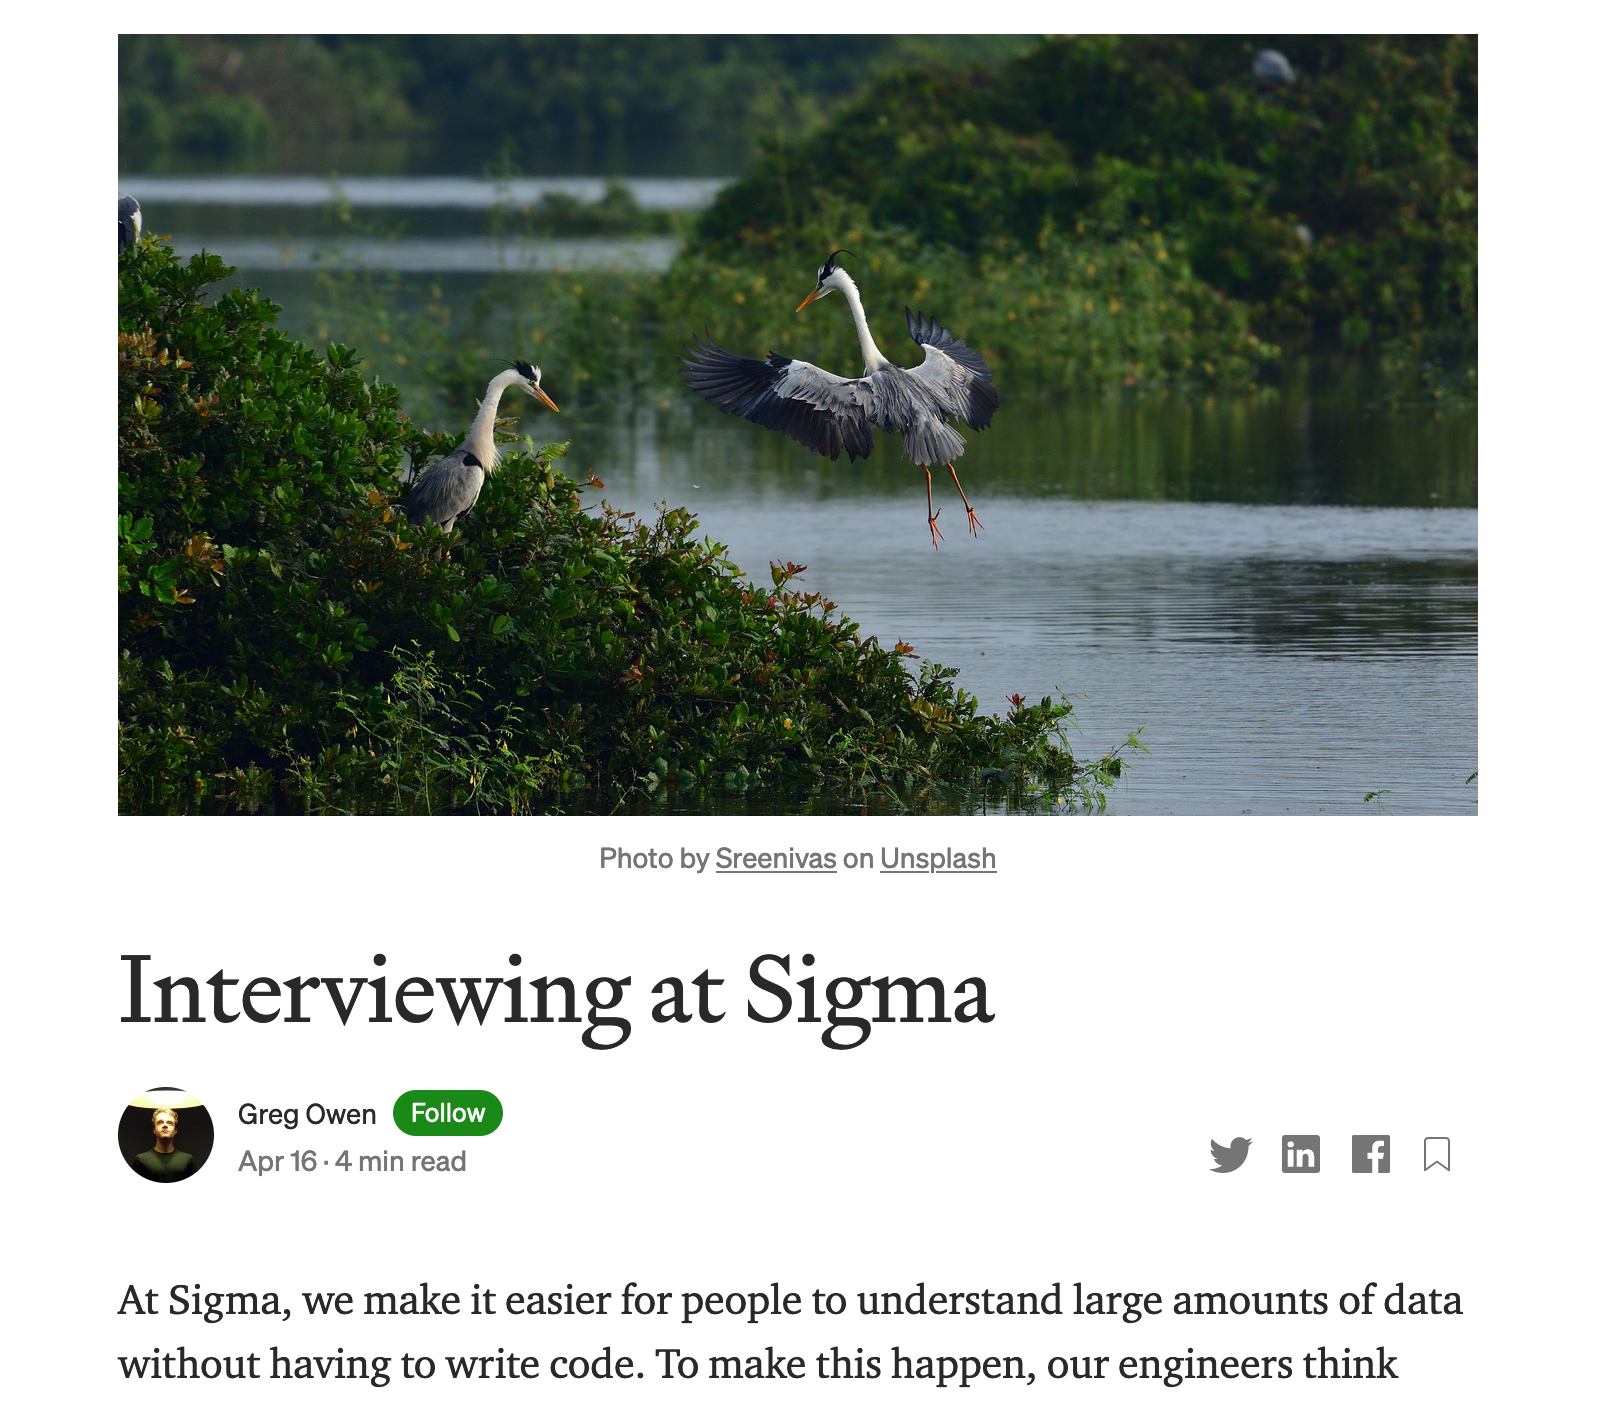 Photo by Sreenivas on Unsplash
Interviewing at Sigma
Greg Owen Follow
Apr 16 · 4 min read
At Sigma, we make it easier for people to understand large amounts of data
without having to write code. To make this happen, our engineers think